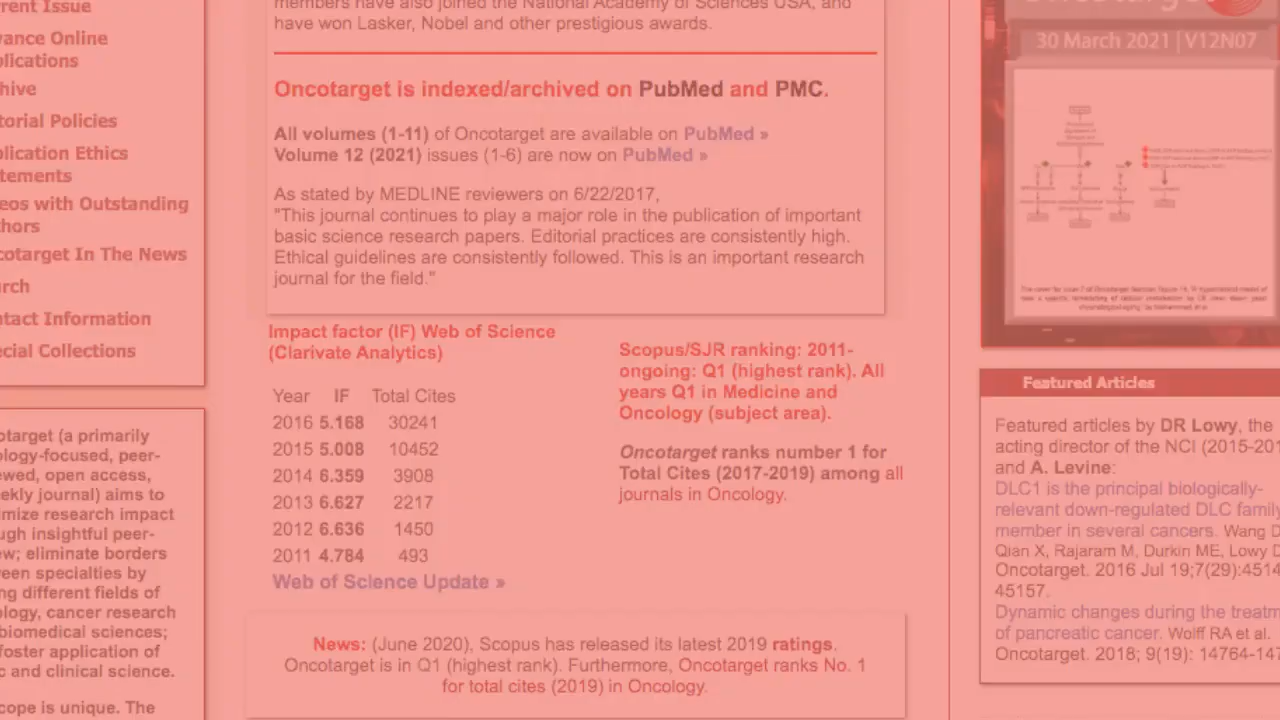 rrent Issue
vance Online
plications
hive
torial Policies
plication Ethics
tements
eos with Outstanding
hors
cotarget In The News
rch
ntact Information
ecial Collections
otarget (a primarily
ology-focused, peer-
ewed, open access,
ekly journal) aims to
imize research impact
ugh insightful peer-
ew; eliminate borders
een specialties by
ng different fields of
ology, cancer research
biomedical sciences;
foster application of
c and clinical science.
cope is unique. The
members have also joined the National Academy of Sciences USA, and
have won Lasker, Nobel and other prestigious awards.
Oncotarget is indexed/archived on PubMed and PMC.
All volumes (1-11) of Oncotarget are available on PubMed »
Volume 12 (2021) issues (1-6) are now on PubMed »
As stated by MEDLINE reviewers on 6/22/2017,
"This journal continues to play a major role in the publication of important
basic science research papers. Editorial practices are consistently high.
Ethical guidelines are consistently followed. This is an important research
journal for the field."
Impact factor (IF) Web of Science
(Clarivate Analytics)
Year IF Total Cites
2016 5.168 30241
2015 5.008 10452
2014 6.359 3908
2013 6.627 2217
2012 6.636 1450
2011 4.784 493
Web of Science Update »
Scopus/SJR ranking: 2011-
ongoing: Q1 (highest rank). All
years Q1 in Medicine and
Oncology (subject area).
Oncotarget ranks number 1 for
Total Cites (2017-2019) among all
journals in Oncology.
News: (June 2020), Scopus has released its latest 2019 ratings.
Oncotarget is in Q1 (highest rank). Furthermore, Oncotarget ranks No. 1
for total cites (2019) in Oncology.
30 March 2021 | V12N07
Featured Articles
Featured articles by DR Lowy, the
acting director of the NCI (2015-201
and A. Levine:
DLC1 is the principal biologically-
relevant down-regulated DLC family
member in several cancers. Wang D
Qian X, Rajaram M, Durkin ME, Lowy D
Oncotarget. 2016 Jul 19;7(29):4514
45157.
Dynamic changes during the treatm
of pancreatic cancer. Wolff RA et al.
Oncotarget. 2018; 9(19): 14764-147